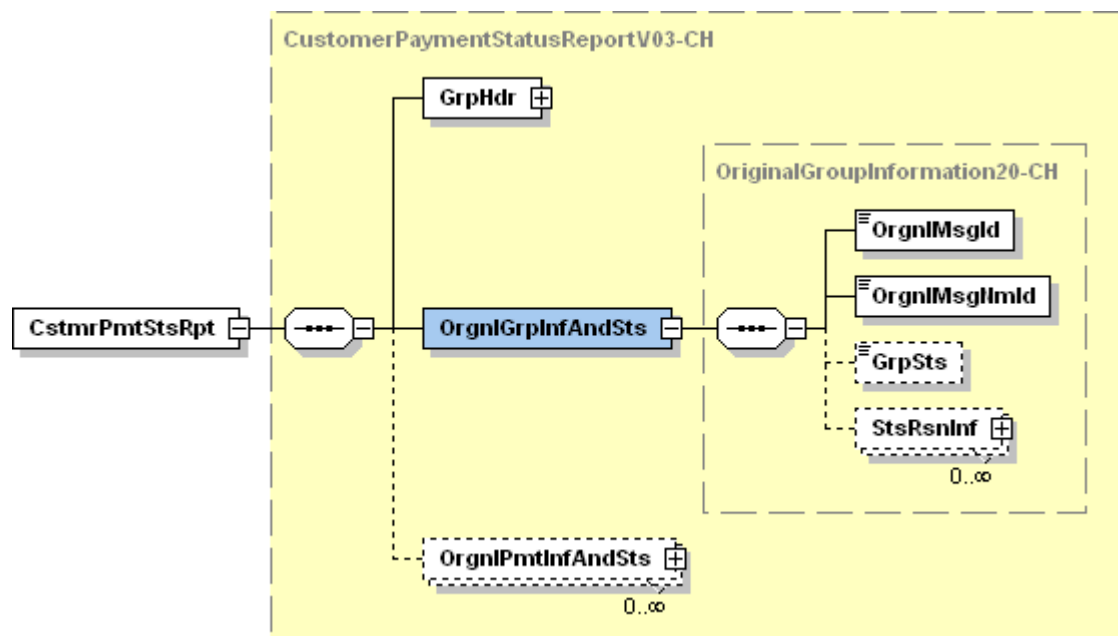 CustomerPaymentStatusReportV03-CH
GrpHdr
OriginalGroupInformation20-CH
OrgnlMsgId
OrgnlMsgNmId
CstmrPmtStsRpt
OrgnlGrpInfAndSts
GrpSts
StsRsnInf
0..∞
OrgnlPmtInfAndSts
0..∞